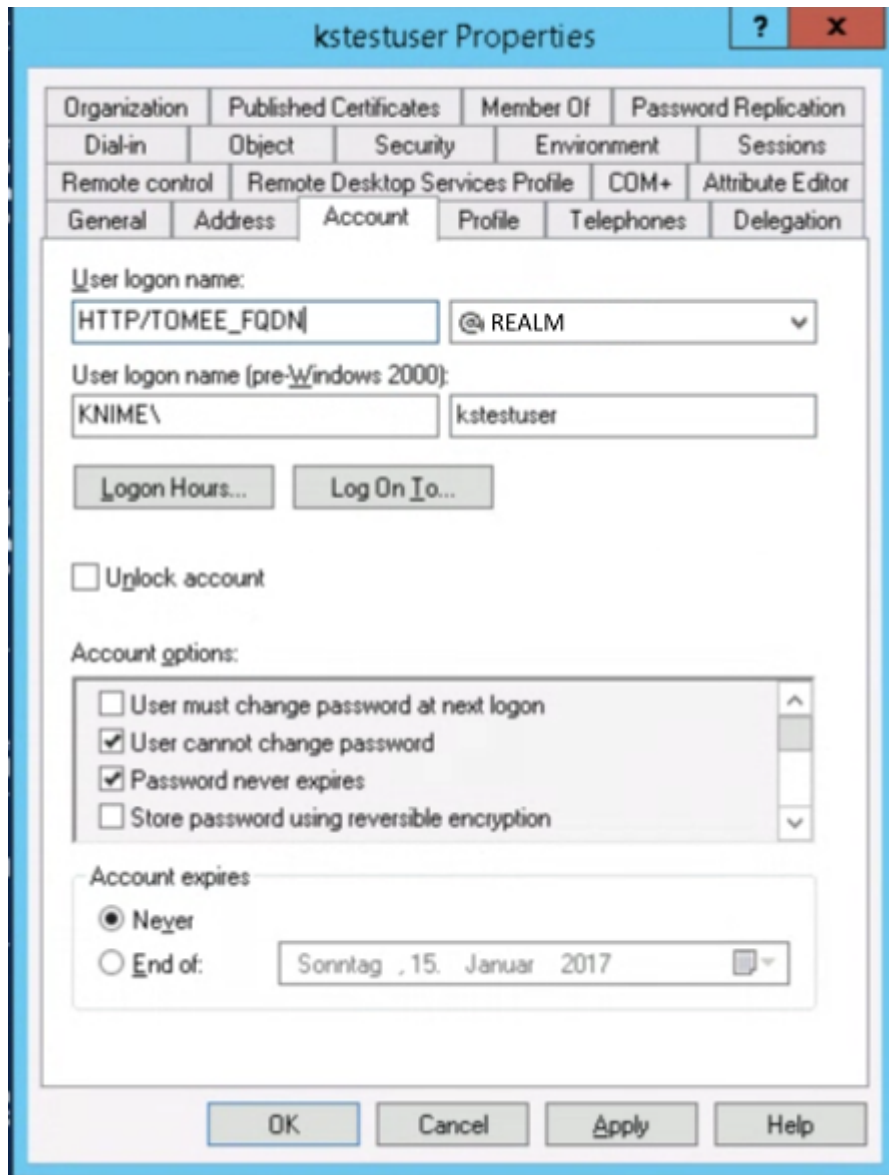 kstestuser Properties
? x
Organization Published Certificates Member Of Password Replication
Dial-in Object Security Environment Sessions
Remote control Remote Desktop Services Profile COM+ Attribute Editor
General Address Account Profile Telephones Delegation
User logon name:
HTTP/TOMEE_FQDN @ REALM
User logon name (pre-Windows 2000):
KNIME\ kstestuser
Logon Hours... Log On To...
Unlock account
Account options:
User must change password at next logon
User cannot change password
Password never expires
Store password using reversible encryption
Account expires
Never
End of: Sonntag , 15. Januar 2017
OK Cancel Apply Help